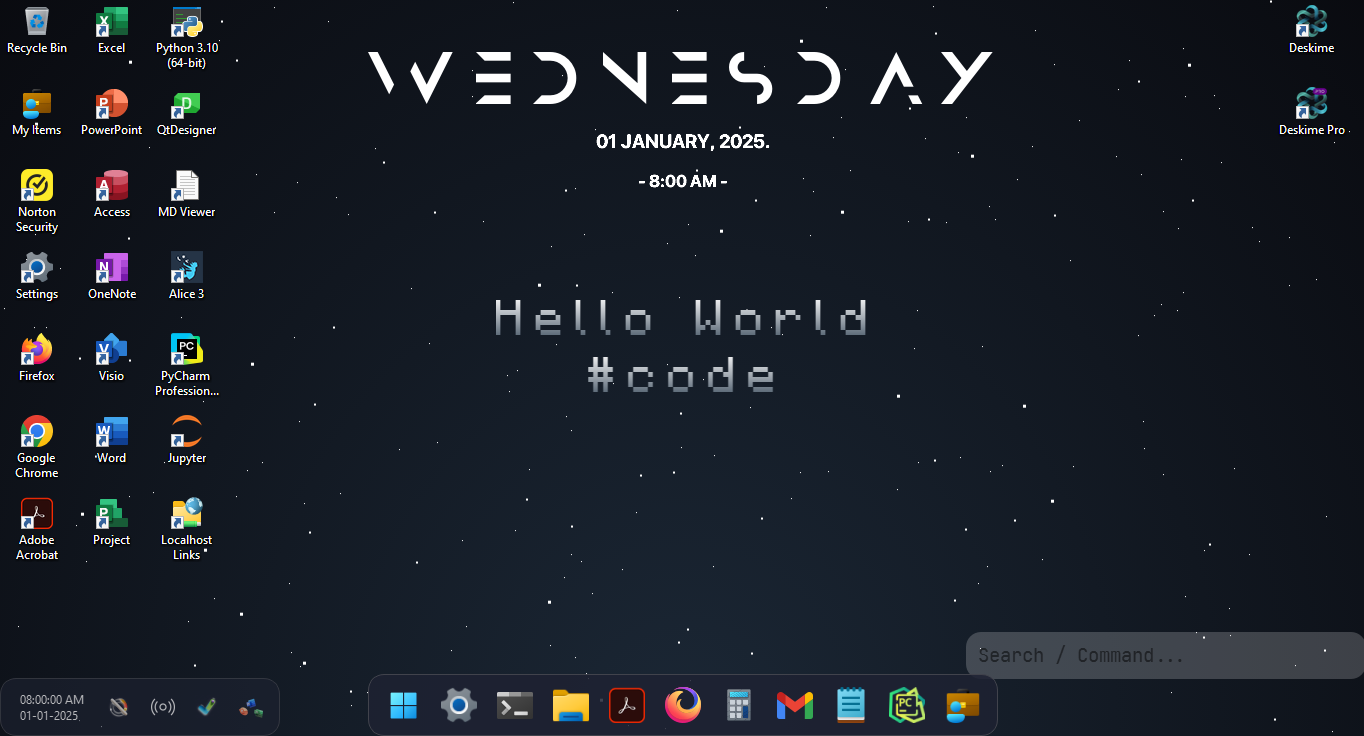 WEDNESDAY
01 JANUARY, 2025.
- 8:00 AM -
Hello World
#code
Recycle Bin
My Items
Norton
Security
Settings
Firefox
Google
Chrome
Adobe
Acrobat
Excel
PowerPoint
Access
OneNote
Visio
Word
Project
Python 3.10
(64-bit)
QtDesigner
MD Viewer
Alice 3
PyCharm
Profession...
Jupyter
Localhost
Links
Deskime
Deskime Pro
Search / Command...
08:00:00 AM
01-01-2025